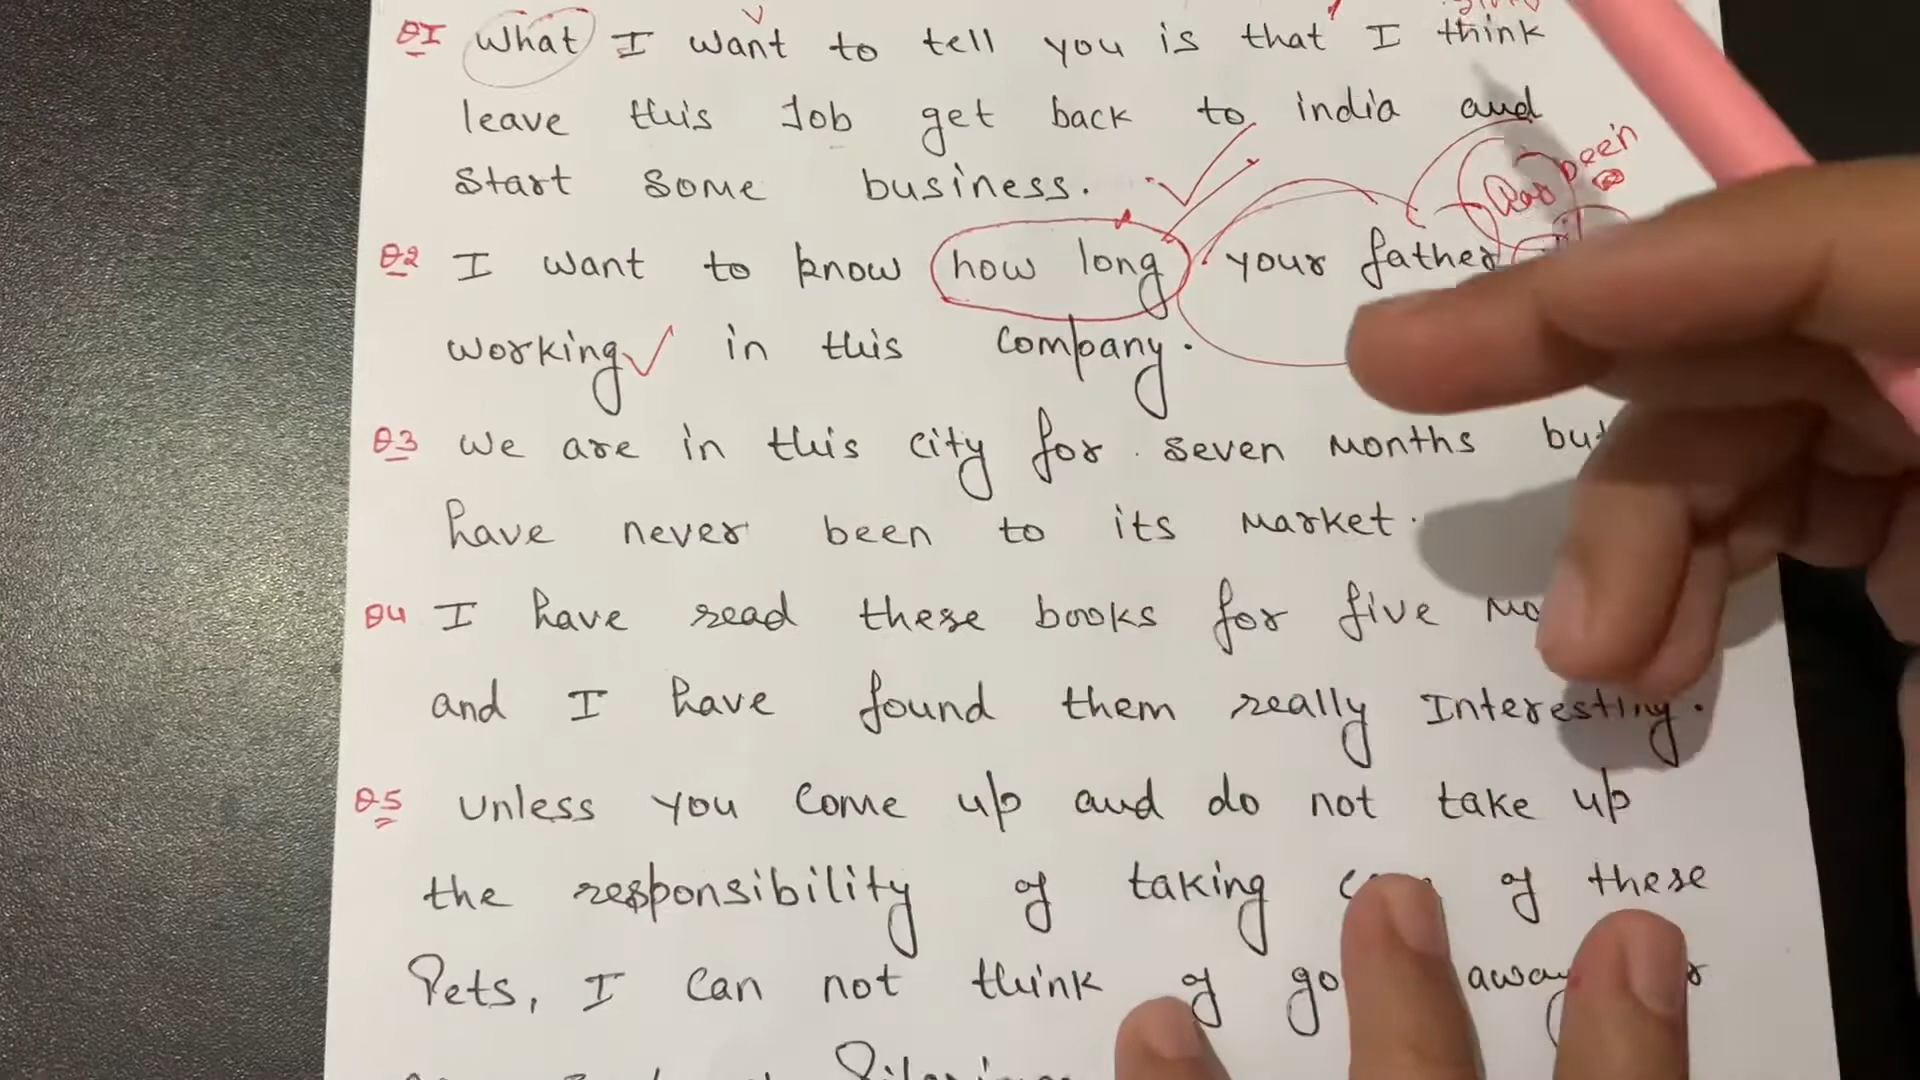 Q1 What I want to tell you is that I think
leave this Job get back to india and
start some business.
has been
Q2 I want to know how long your father
working in this company.
Q3 We are in this city for seven months but
have never been to its market.
Q4 I have read these books for five
and I have found them really Interesting.
Q5 unless you come up and do not take up
the responsibility of taking of these
Pets, I can not think of away